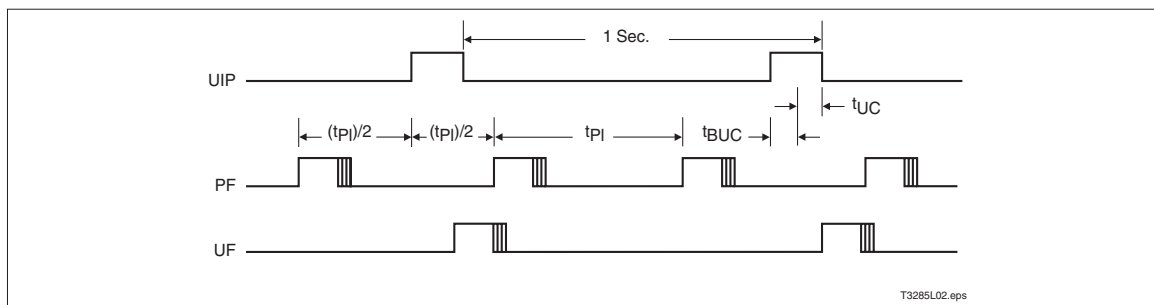 1 Sec.
UIP
tUC
(tPI)/2
(tPI)/2
tPI
tBUC
PF
UF
T3285L02.eps